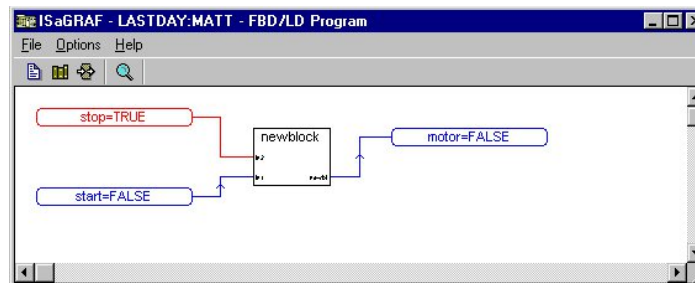 ISaGRAF - LASTDAY:MATT - FBD/LD Program
File Options Help
stop=TRUE
newblock
motor=FALSE
start=FALSE